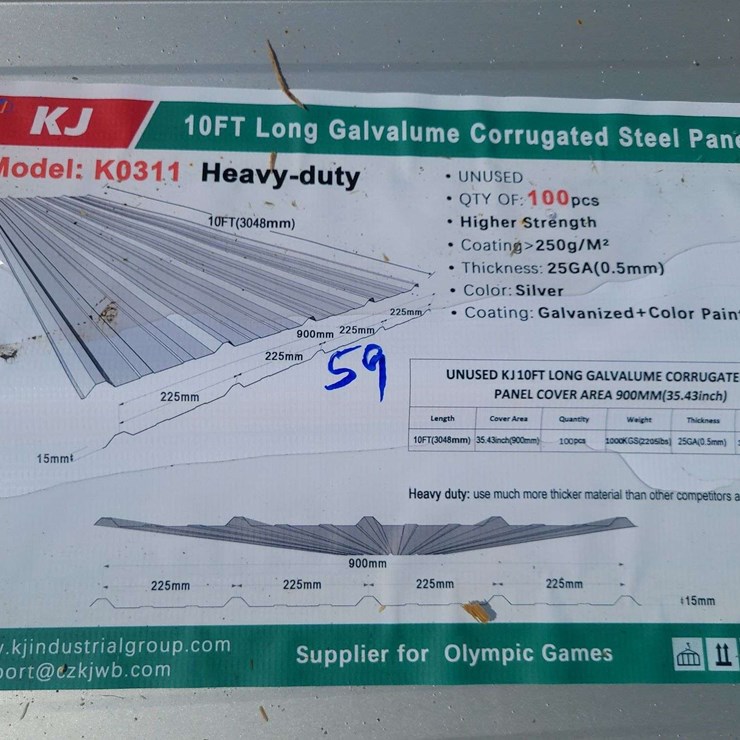 KJ
10FT Long Galvalume Corrugated Steel Pane
Model: K0311 Heavy-duty
• UNUSED
• QTY OF: 100pcs
• Higher Strength
• Coating>250g/M²
• Thickness: 25GA(0.5mm)
• Color: Silver
• Coating: Galvanized+Color Paint
10FT(3048mm)
225mm
225mm
900mm
225mm
225mm
15mm
59
UNUSED KJ 10FT LONG GALVALUME CORRUGATE
PANEL COVER AREA 900MM(35.43inch)
Length Cover Area Quantity Weight Thickness
10FT(3048mm) 35.43inch(900mm) 100pcs 1000KGS(2205lbs) 25GA(0.5mm)
Heavy duty: use much more thicker material than other competitors a
900mm
225mm 225mm 225mm 225mm
15mm
.kjindustrialgroup.com
port@czkjwb.com
Supplier for Olympic Games